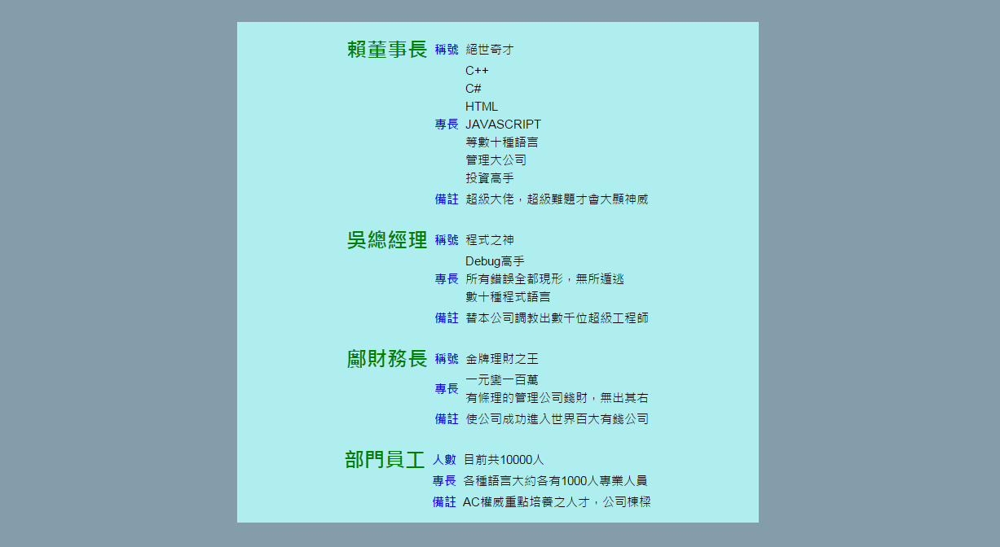 賴董事長 稱號 絕世奇才
C++
C#
HTML
專長 JAVASCRIPT
等數十種語言
管理大公司
投資高手
備註 超級大佬，超級難題才會大顯神威
吳總經理 稱號 程式之神
Debug高手
專長 所有錯誤全都現形，無所遁逃
數十種程式語言
備註 替本公司調教出數千位超級工程師
鄺財務長 稱號 金牌理財之王
一元變一百萬
專長
有條理的管理公司錢財，無出其右
備註 使公司成功進入世界百大有錢公司
部門員工 人數 目前共10000人
專長 各種語言大約各有1000人專業人員
備註 AC權威重點培養之人才，公司棟樑